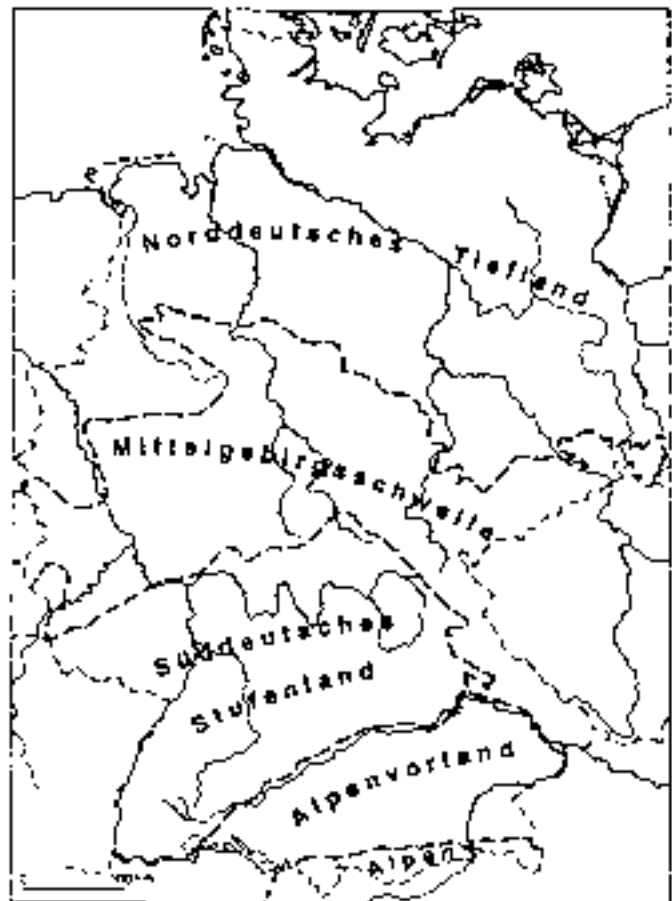 Norddeutsches Tiefland
Mittelgebirgsschwelle
Süddeutsches
Stufenland
Alpenvorland
Alpen